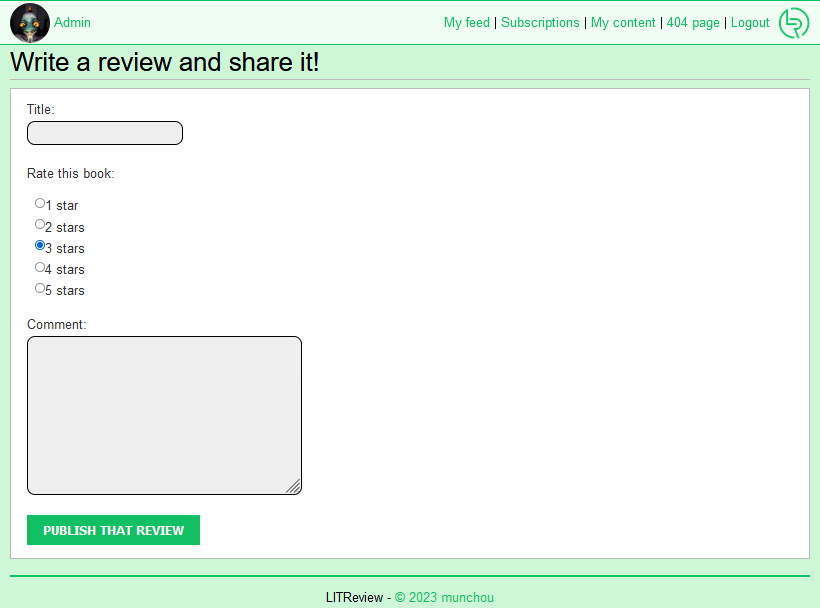 Admin
My feed | Subscriptions | My content | 404 page | Logout
Write a review and share it!
Title:
Rate this book:
1 star
2 stars
3 stars
4 stars
5 stars
Comment:
PUBLISH THAT REVIEW
LITReview - © 2023 munchou